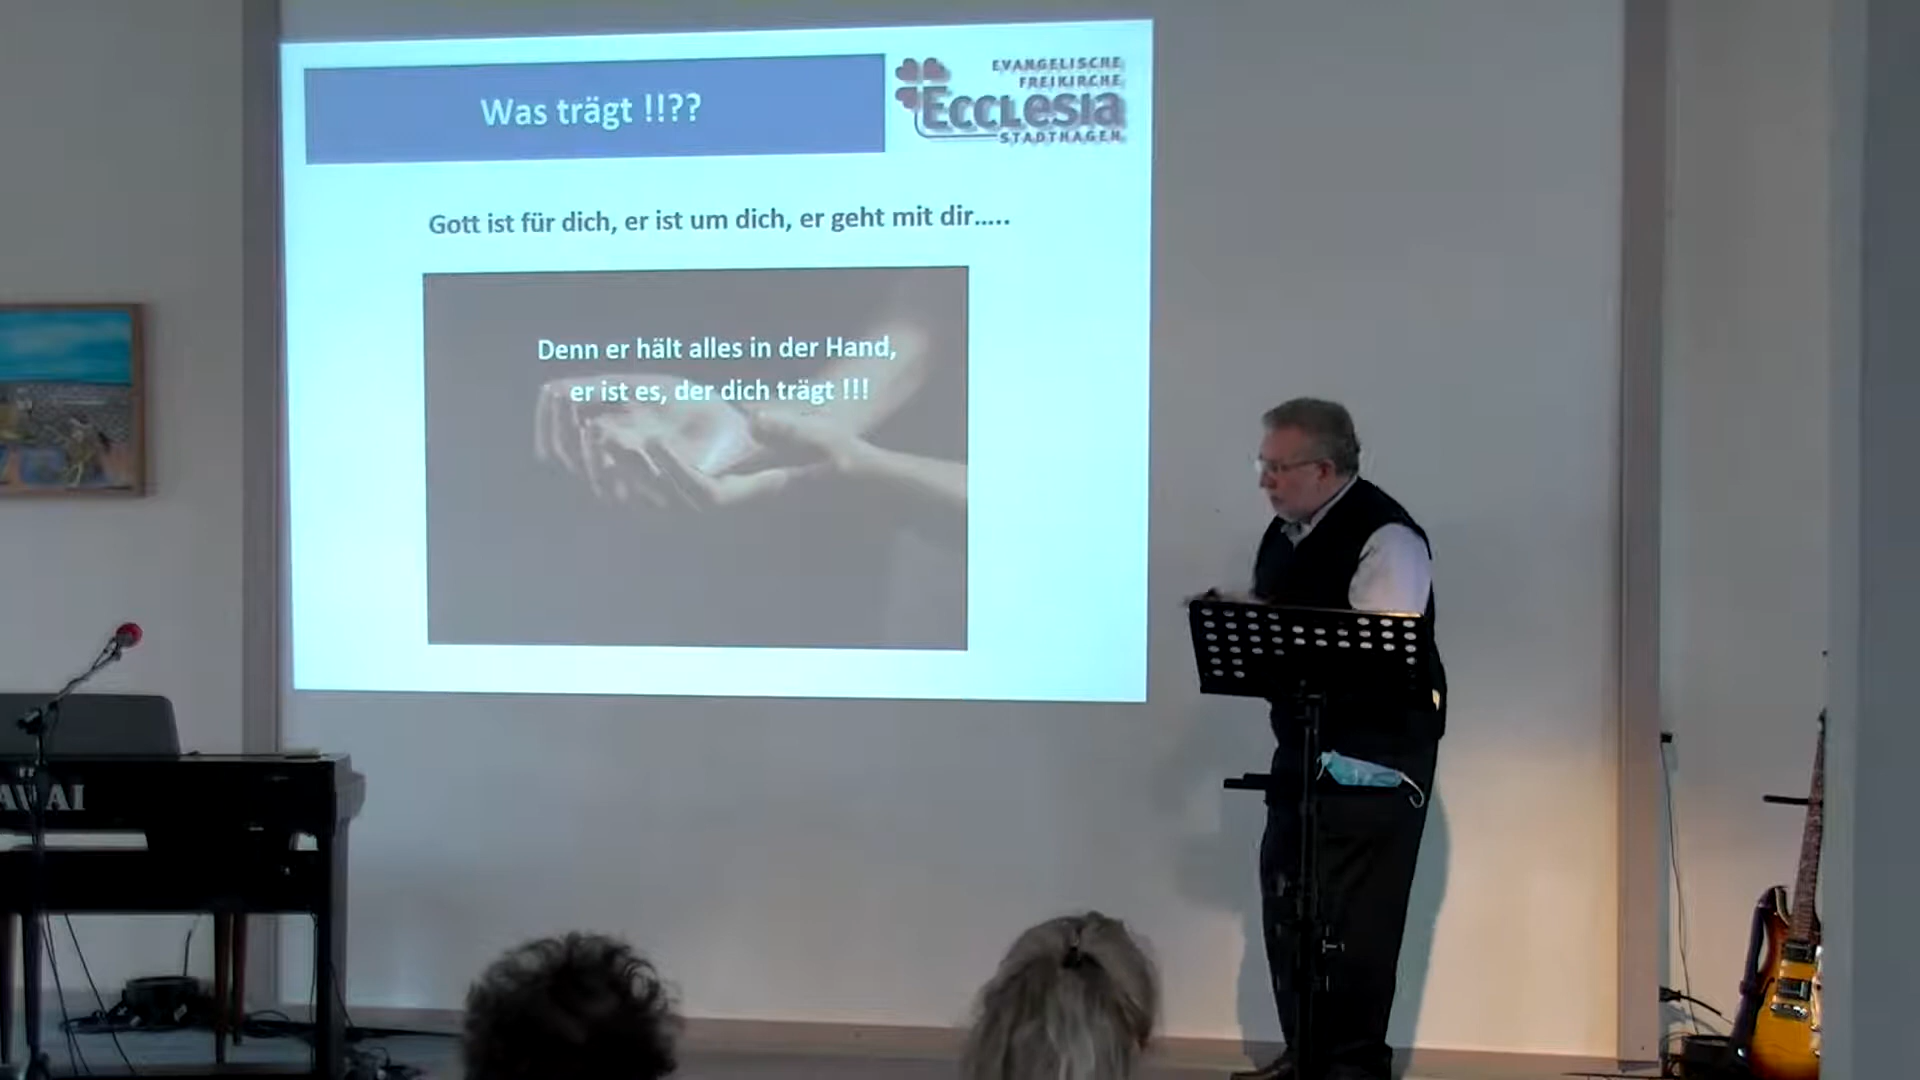 Was trägt !!??
EVANGELISCHE
FREIKIRCHE
Ecclesia
STADTHAGEN
Gott ist für dich, er ist um dich, er geht mit dir.....
Denn er hält alles in der Hand,
er ist es, der dich trägt !!!
AWAI